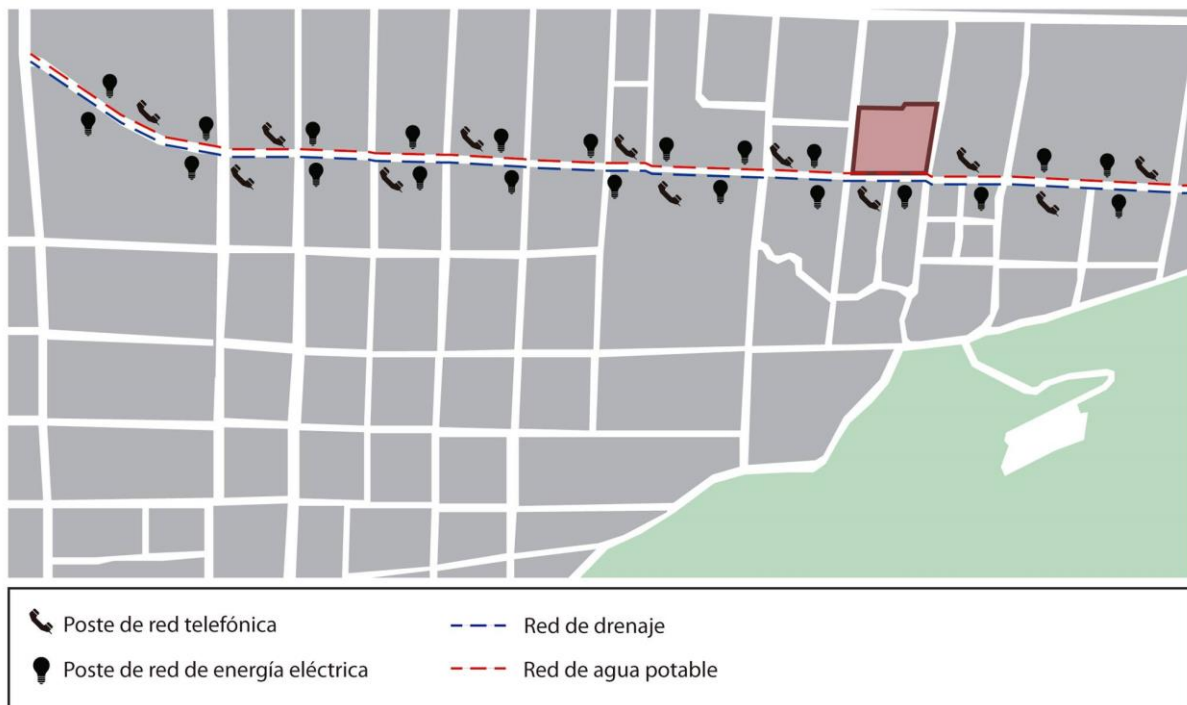 Poste de red telefónica
Red de drenaje
Poste de red de energía eléctrica
Red de agua potable